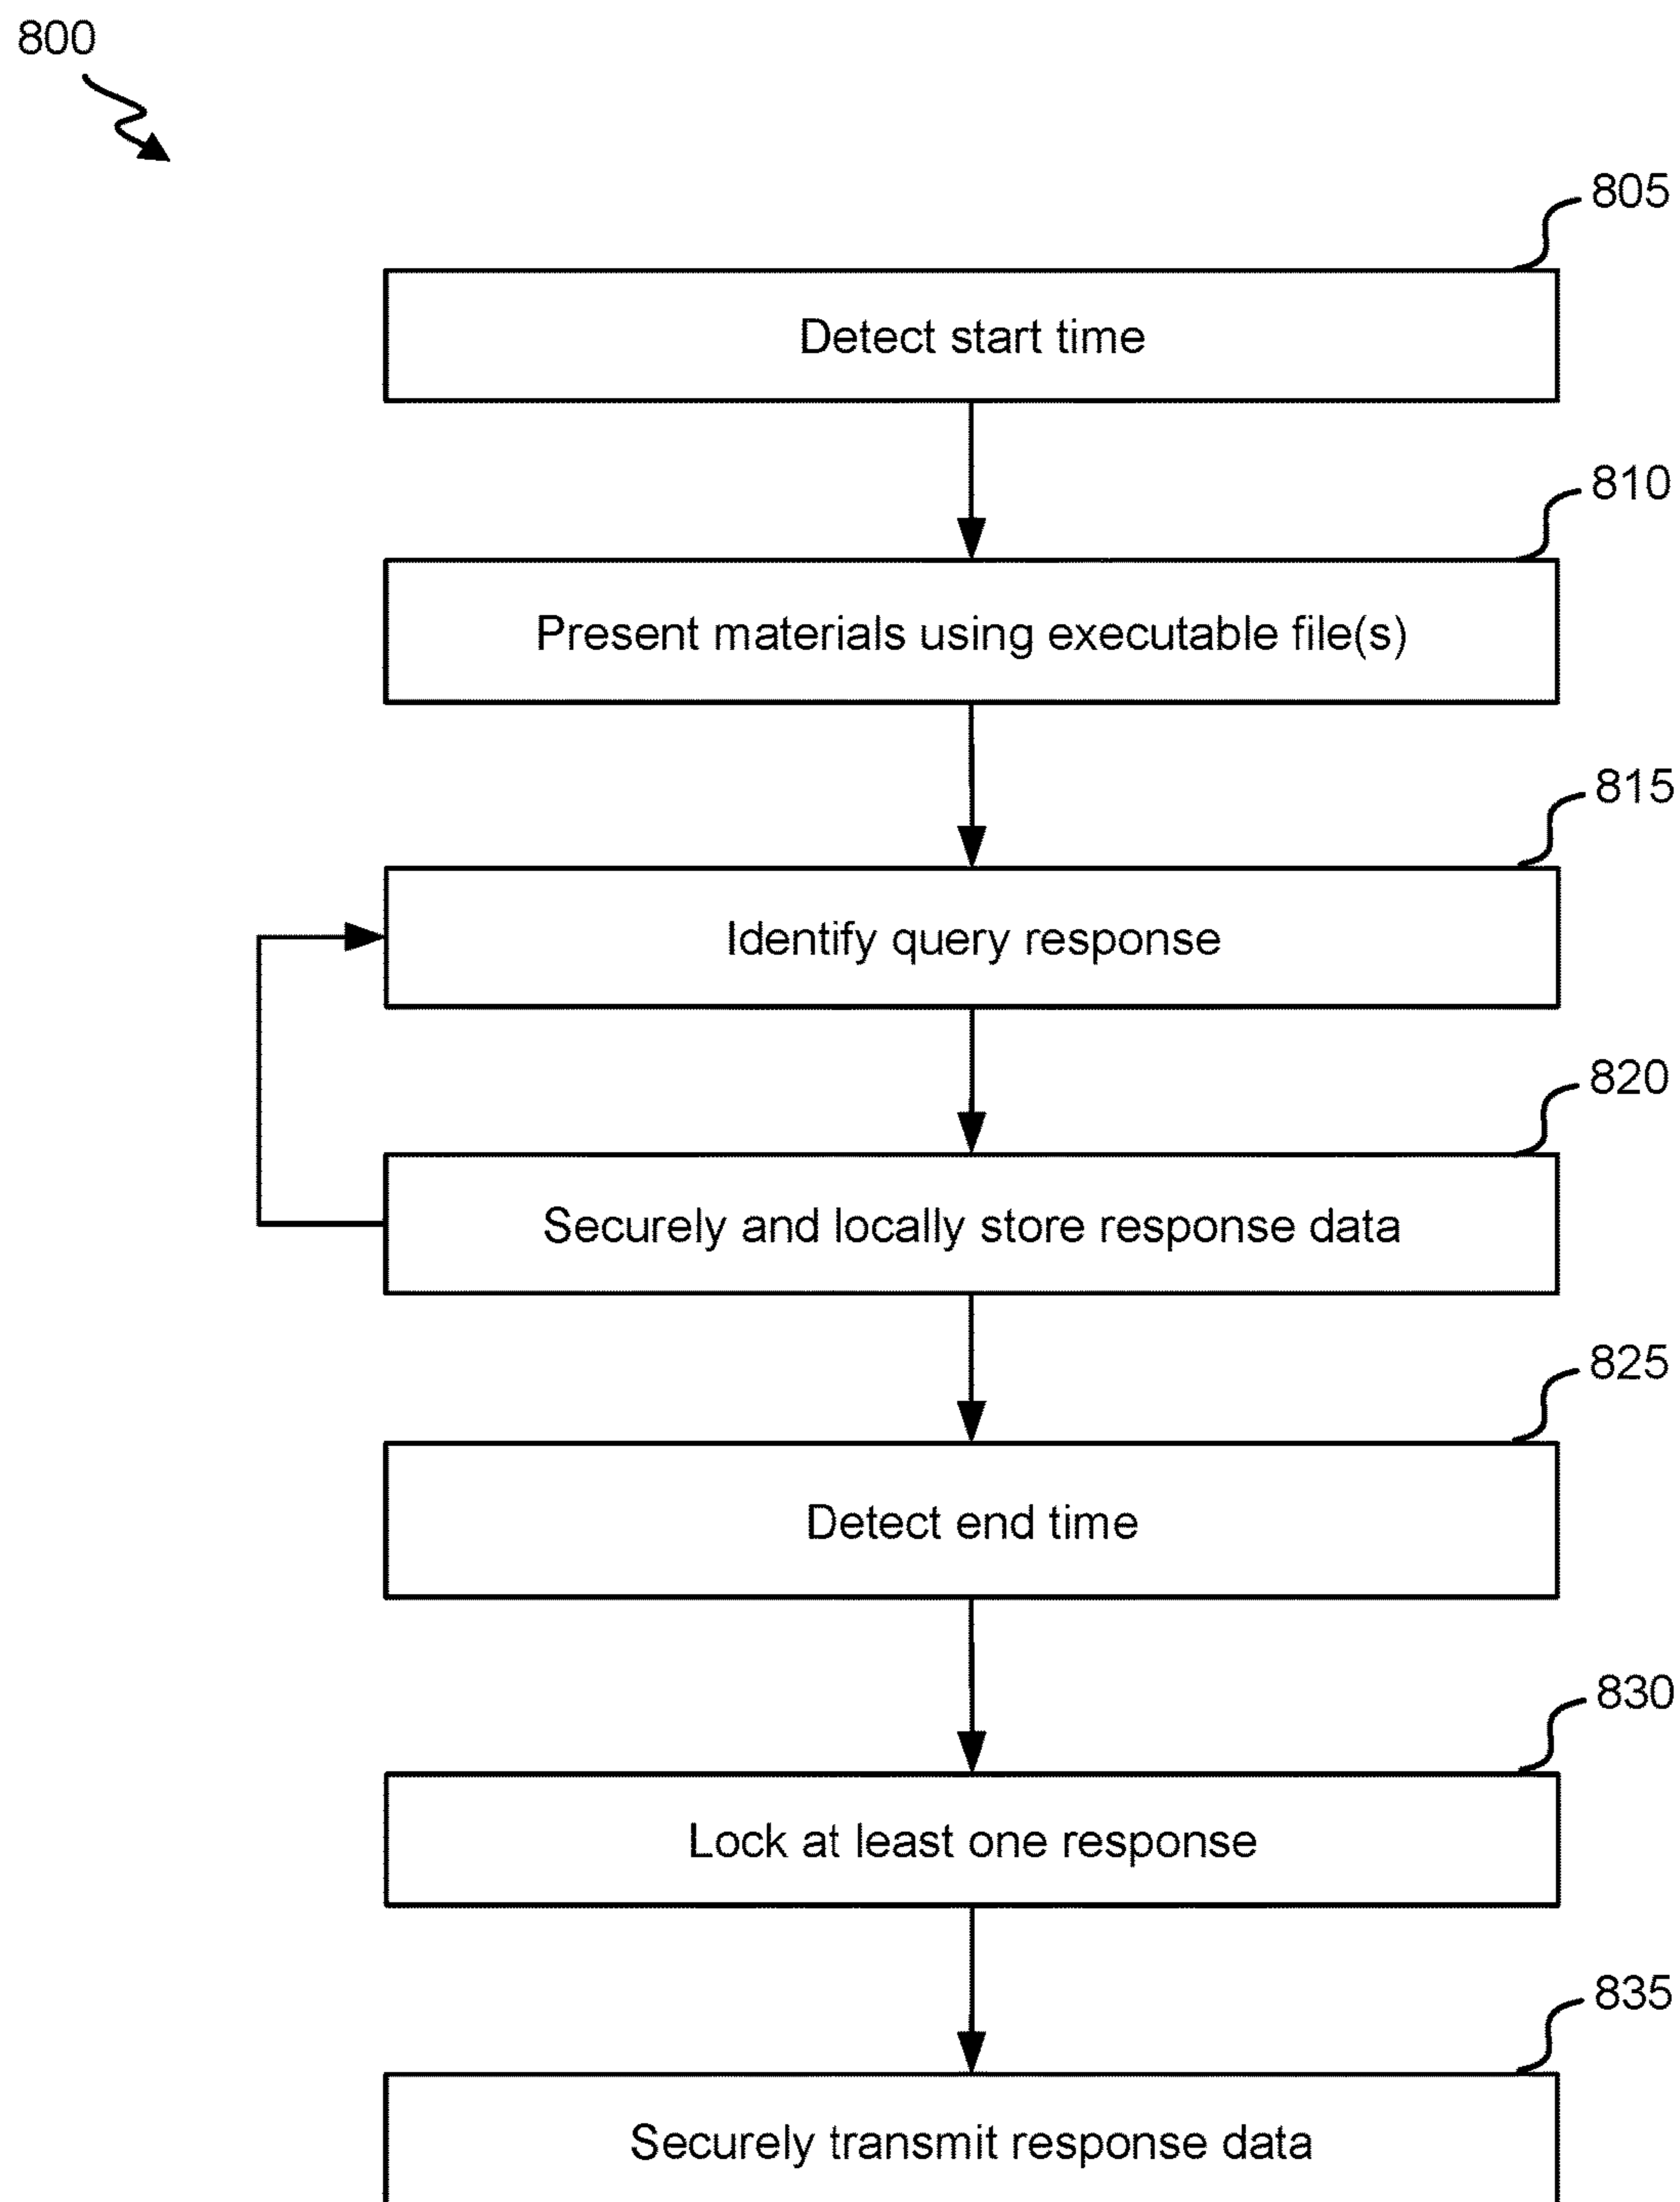 800
805
Detect start time
810
Present materials using executable file(s)
815
Identify query response
820
Securely and locally store response data
825
Detect end time
830
Lock at least one response
835
Securely transmit response data